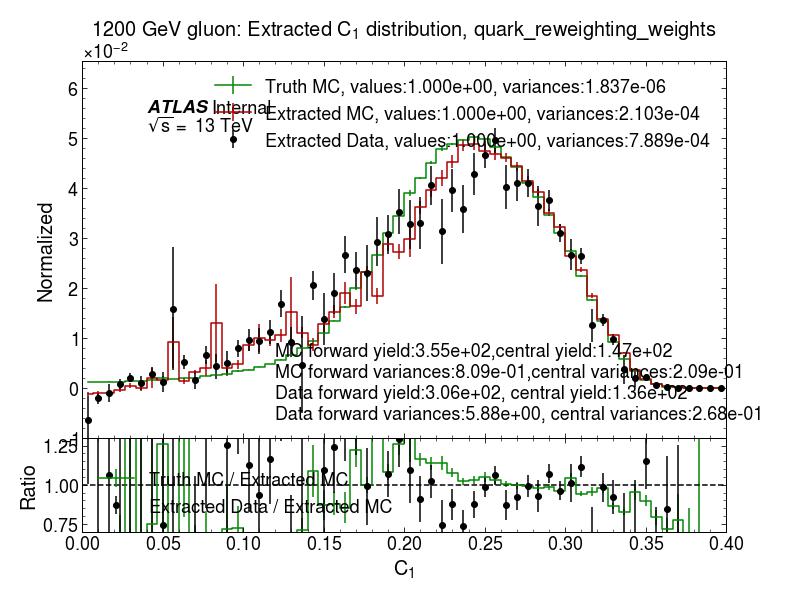 1200 GeV gluon: Extracted C1 distribution, quark_reweighting_weights
×10−2
Truth MC, values:1.000e+00, variances:1.837e-06
ATLAS Internal
Extracted MC, values:1.000e+00, variances:2.103e-04
√s = 13 TeV
Extracted Data, values:1.000e+00, variances:7.889e-04
6
5
4
3
2
1
0
Normalized
MC forward yield:3.55e+02,central yield:1.47e+02
MC forward variances:8.09e-01,central variances:2.09e-01
Data forward yield:3.06e+02, central yield:1.36e+02
Data forward variances:5.88e+00, central variances:2.68e-01
1.25
1.00
0.75
Ratio
Truth MC / Extracted MC
Extracted Data / Extracted MC
0.00 0.05 0.10 0.15 0.20 0.25 0.30 0.35 0.40
C1